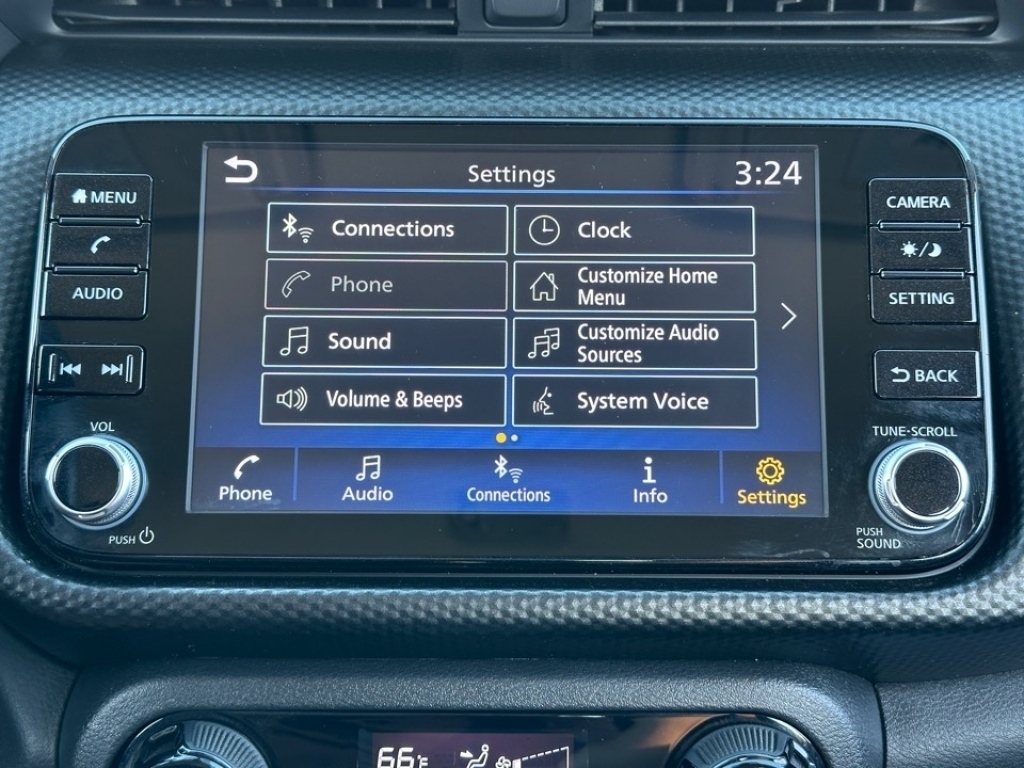 Settings
3:24
MENU
CAMERA
Connections
Clock
AUDIO
Phone
Customize Home
Menu
SETTING
Sound
Customize Audio
Sources
BACK
Volume & Beeps
System Voice
VOL
TUNE·SCROLL
Phone
Audio
Connections
Info
Settings
PUSH
PUSH
SOUND
66°F